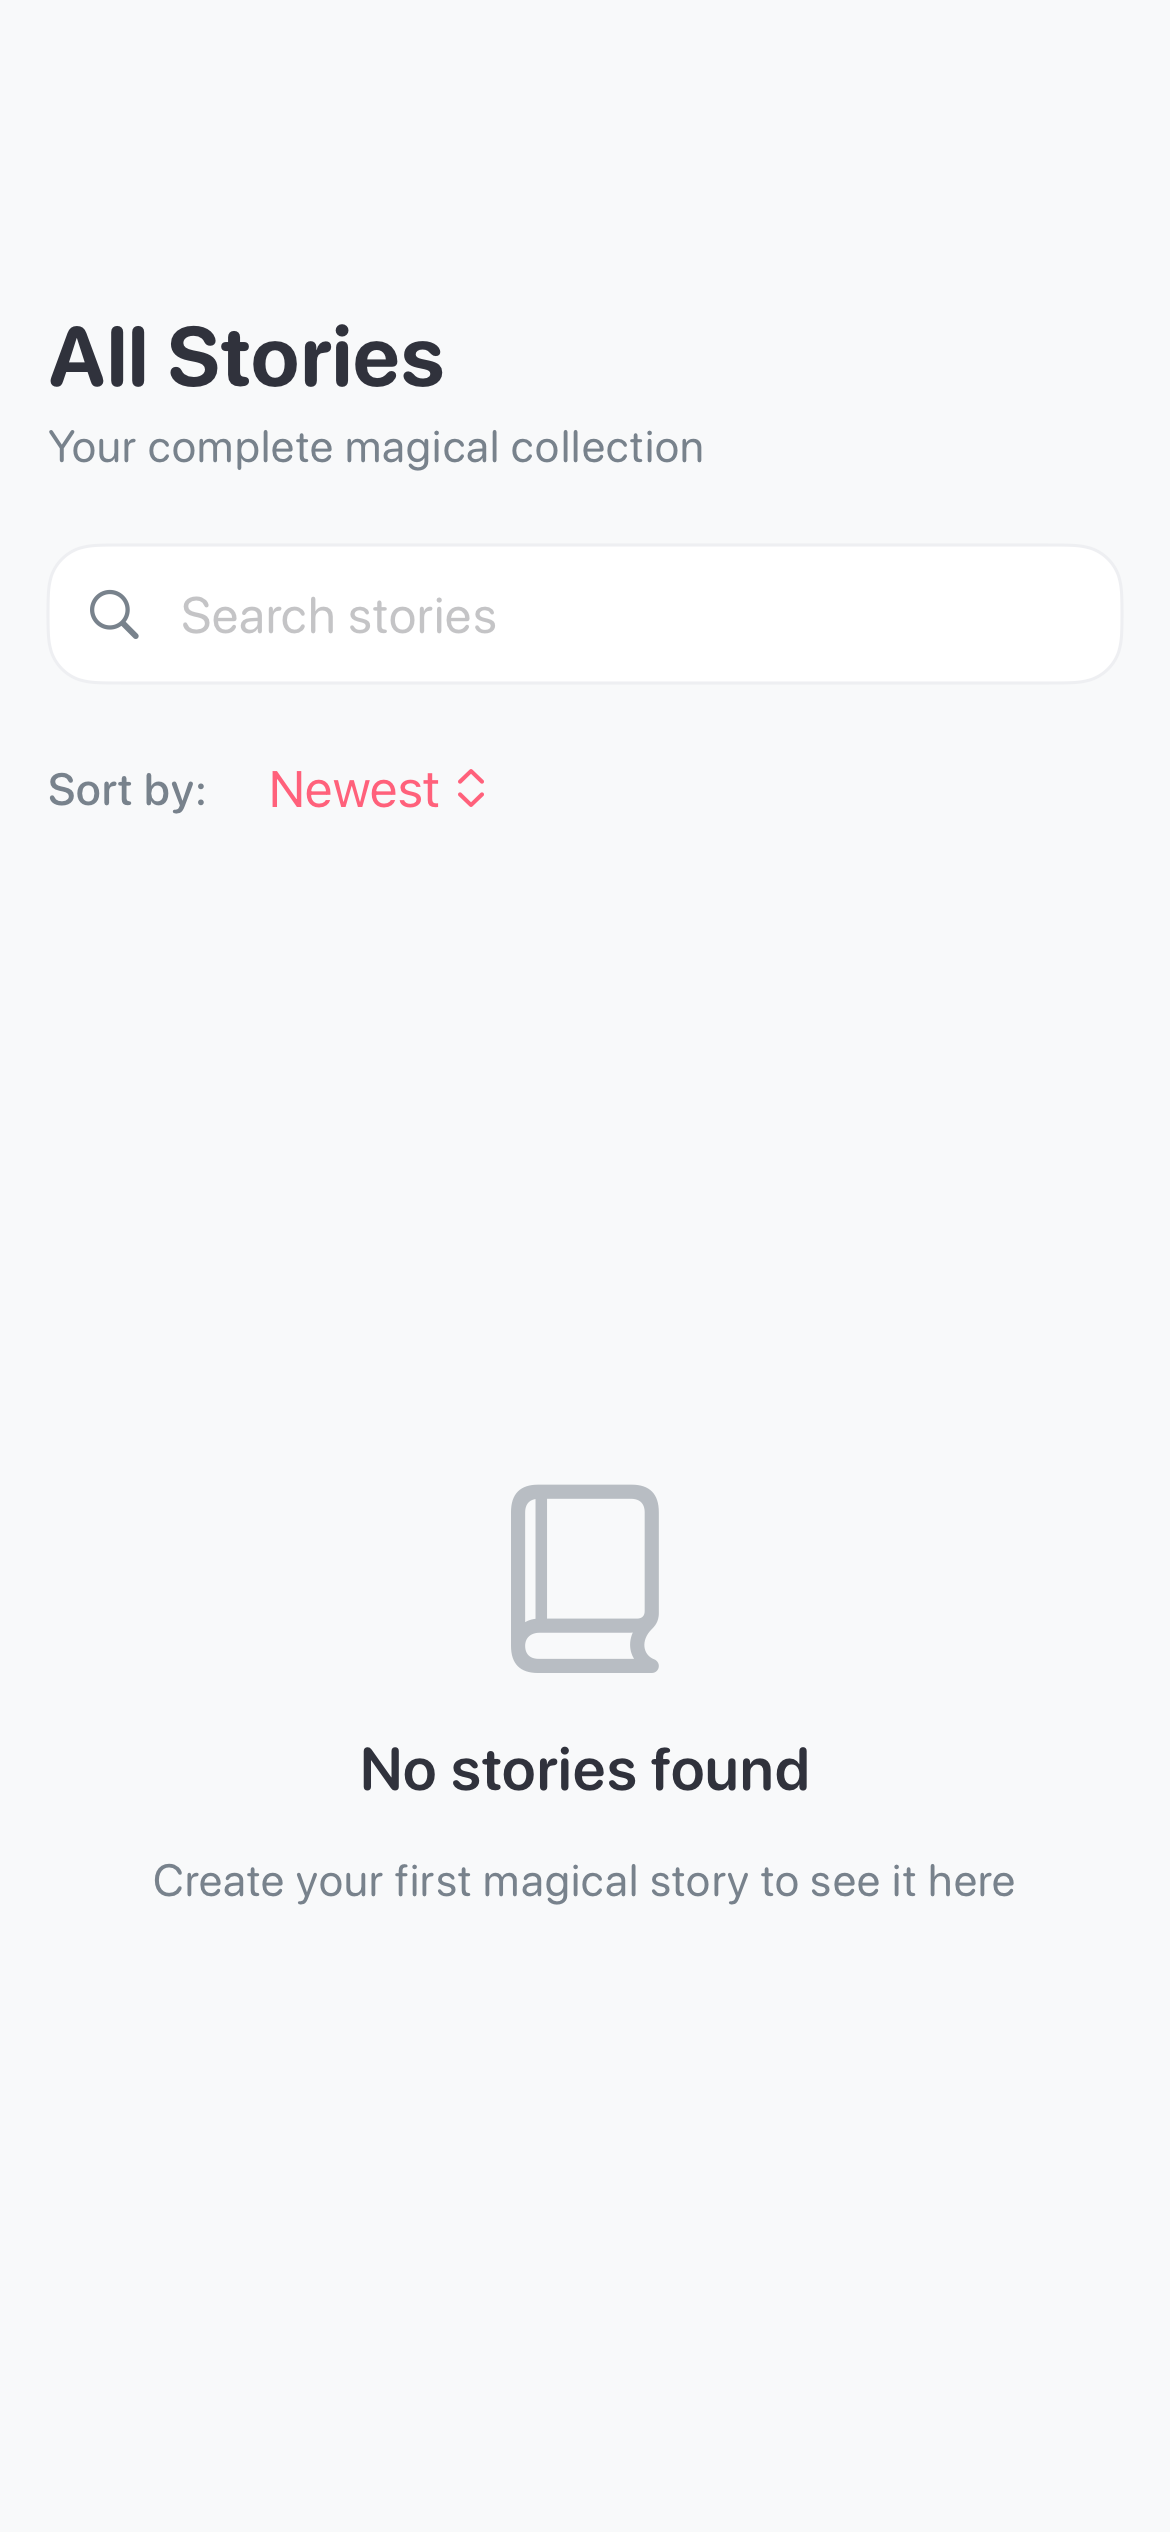 All Stories
Your complete magical collection
Search stories
Sort by: Newest
No stories found
Create your first magical story to see it here